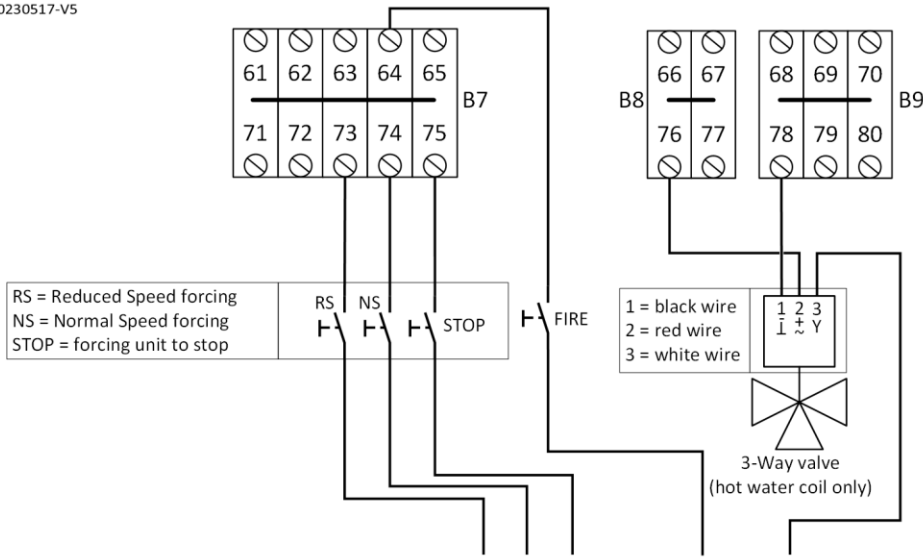 0230517-V5
61 62 63 64 65
B7
71 72 73 74 75
66 67
B8
76 77
68 69 70
B9
78 79 80
RS = Reduced Speed forcing
NS = Normal Speed forcing
STOP = forcing unit to stop
RS NS STOP
FIRE
1 = black wire
2 = red wire
3 = white wire
1 2 3
⊥ + ~ Y
3-Way valve
(hot water coil only)